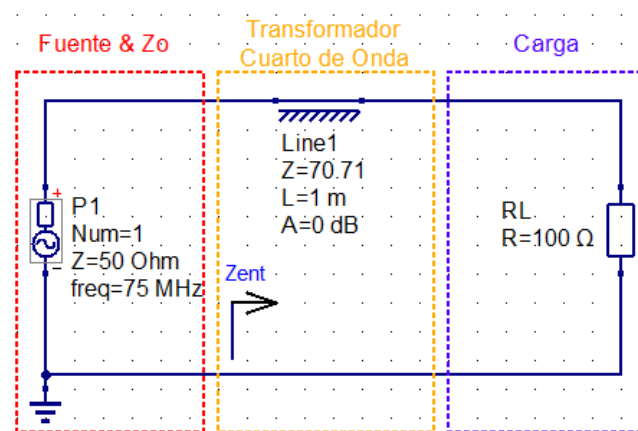 Fuente & Zo
Transformador
Cuarto de Onda
Carga
Line1
Z=70.71
L=1 m
A=0 dB
+
P1
Num=1
Z=50 Ohm
freq=75 MHz
−
Zent
RL
R=100 Ω